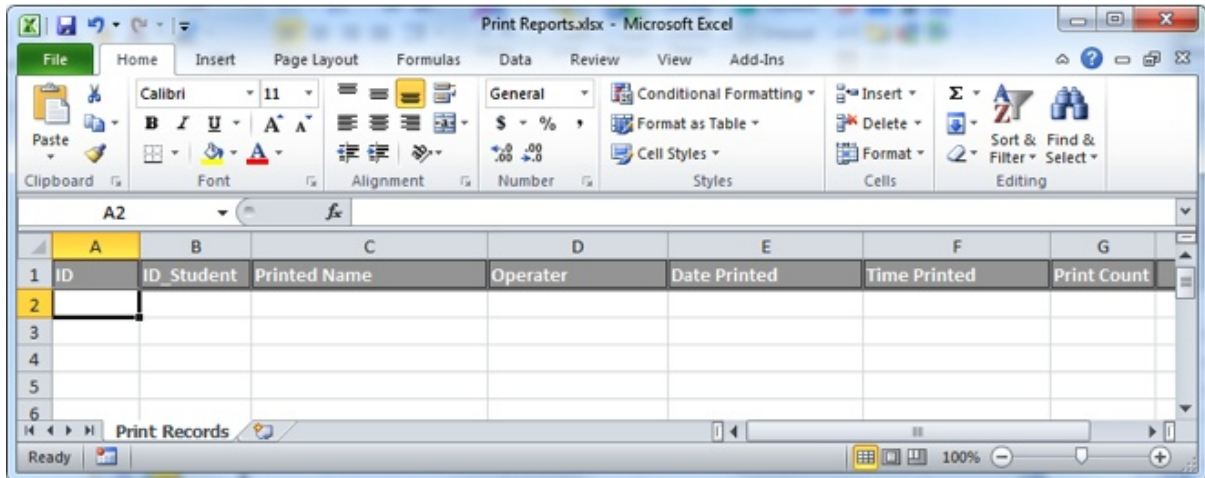 Print Reports.xlsx - Microsoft Excel
File Home Insert Page Layout Formulas Data Review View Add-Ins
Paste
Clipboard
Calibri 11
B I U A A
A
Font
Alignment
General
$ % ,
.00 .0
Number
Conditional Formatting
Format as Table
Cell Styles
Styles
Insert
Delete
Format
Cells
Σ
Sort & Filter
Find & Select
Editing
A2 fx
A B C D E F G
1 ID ID_Student Printed Name Operater Date Printed Time Printed Print Count
2
3
4
5
6
Print Records
Ready 100%